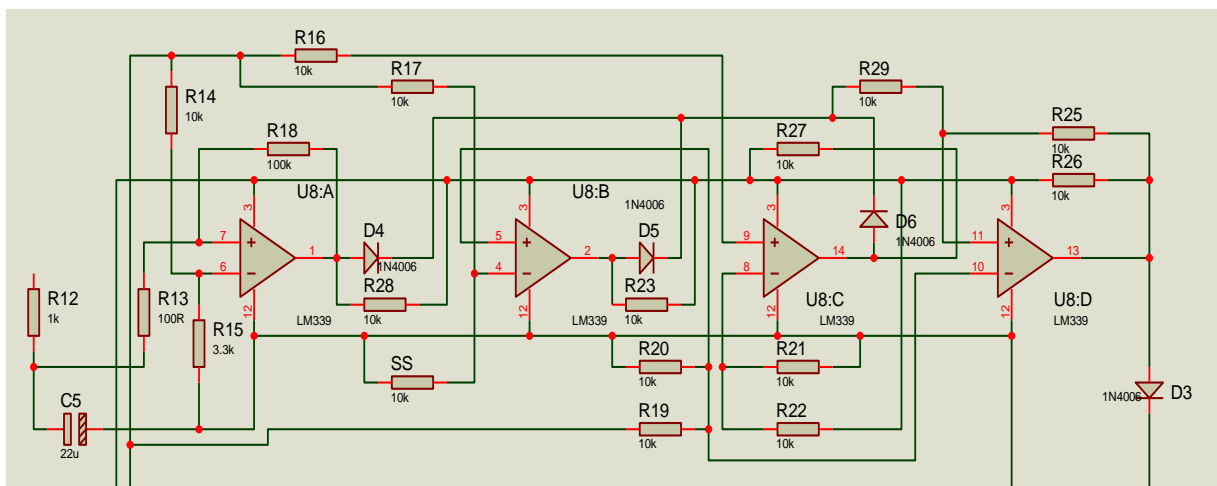 R16
10k
R17
10k
R14
10k
R18
100k
U8:A
3
7
6
1
12
LM339
D4
1N4006
R28
10k
R12
1k
R13
100R
R15
3.3k
C5
22u
SS
10k
U8:B
3
5
4
2
12
LM339
1N4006
D5
R23
10k
R20
10k
R19
10k
R29
10k
R27
10k
R25
10k
R26
10k
3
9
8
14
12
U8:C
LM339
D6
1N4006
R21
10k
R22
10k
3
11
10
13
12
U8:D
LM339
1N4006
D3